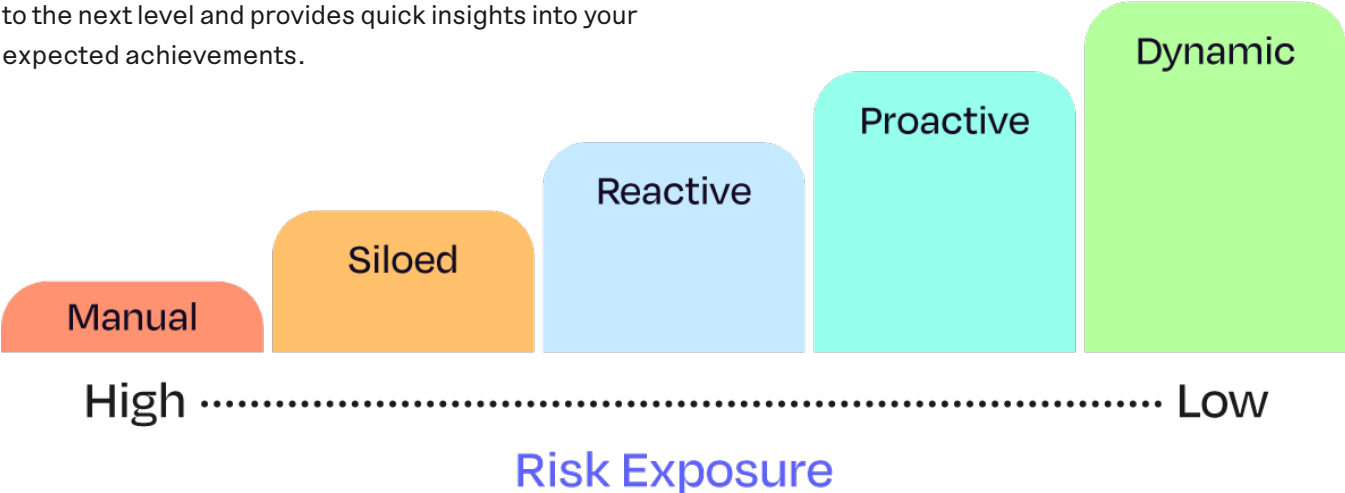 to the next level and provides quick insights into your
expected achievements.
Dynamic
Proactive
Reactive
Siloed
Manual
High Low
Risk Exposure